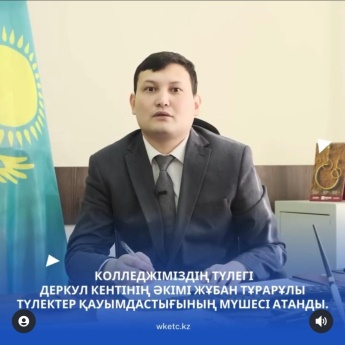 КОЛЛЕДЖІМІЗДІҢ ТҮЛЕГІ
ДЕРКУЛ КЕНТІНІҢ ӘКІМІ ЖҰБАН ТҰРАРҰЛЫ
ТҮЛЕКТЕР ҚАУЫМДАСТЫҒЫНЫҢ МҮШЕСІ АТАНДЫ.
wketc.kz